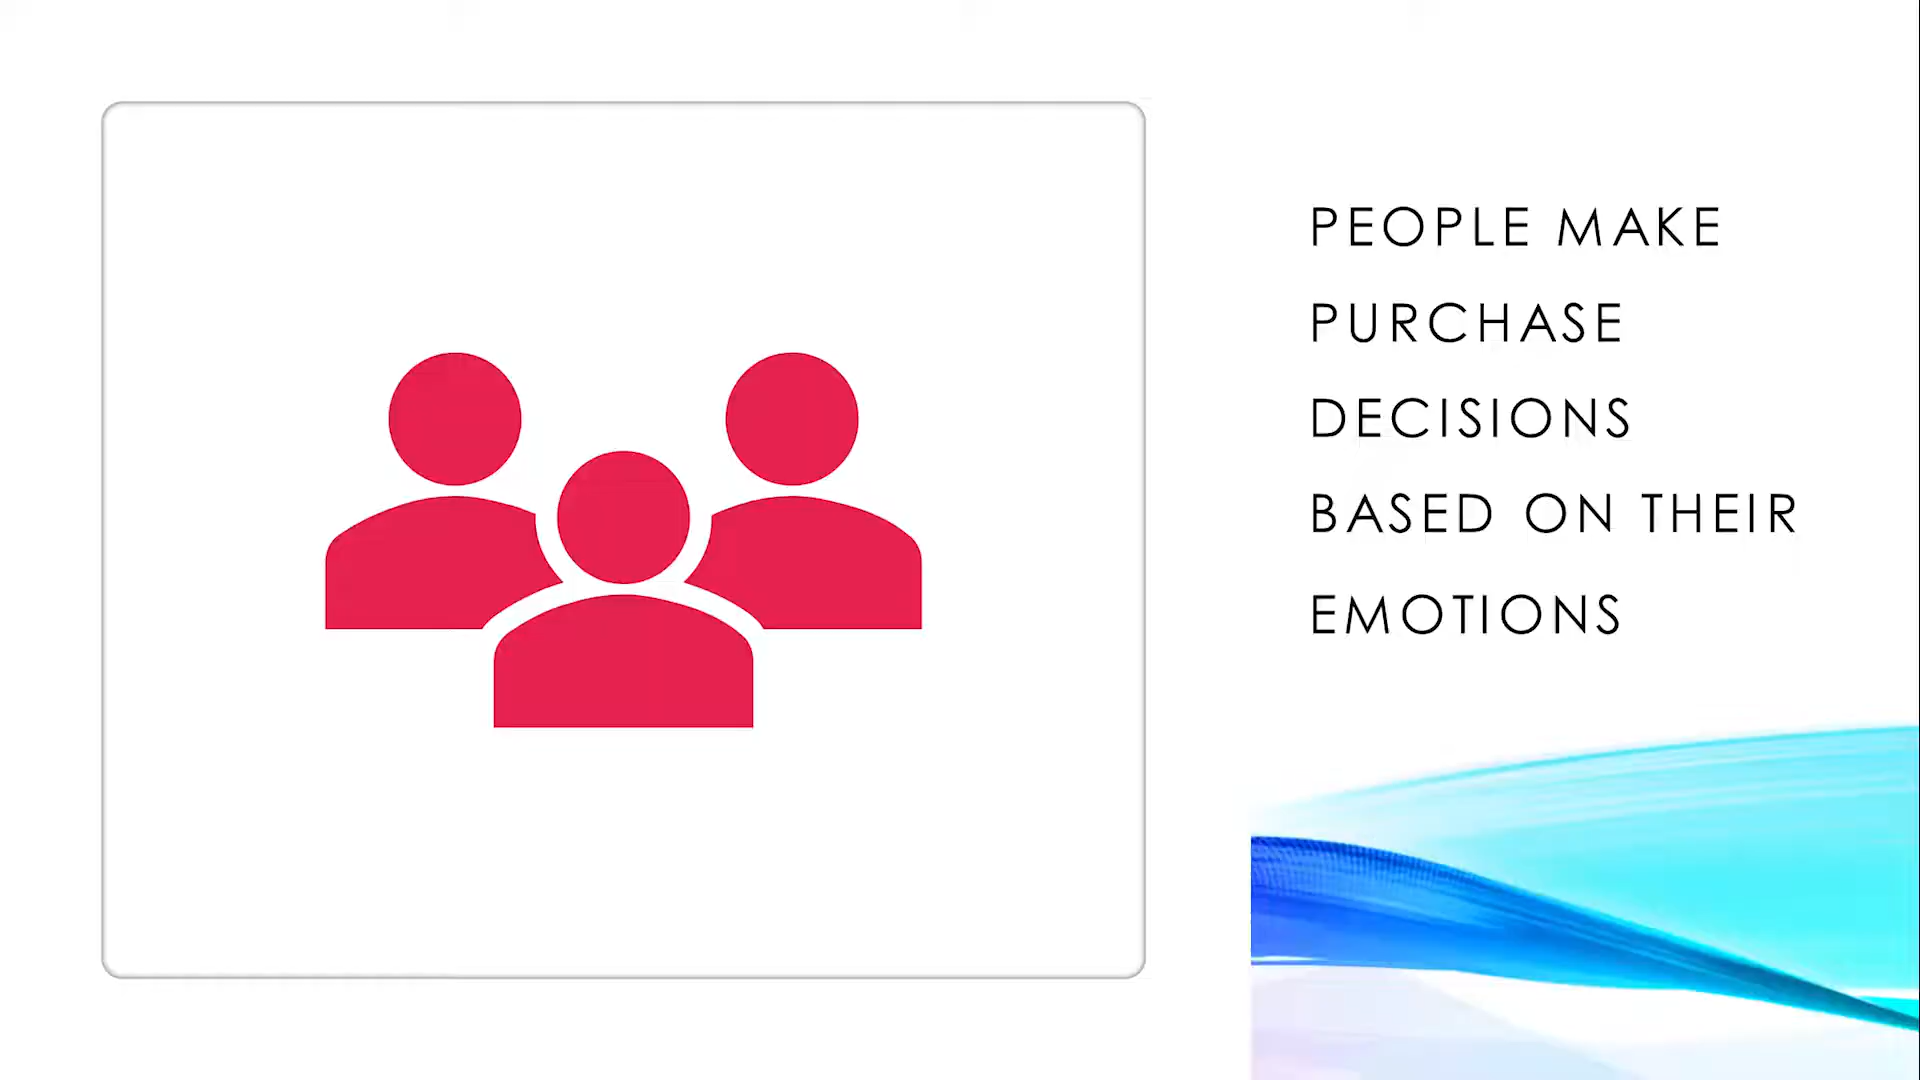 PEOPLE MAKE
PURCHASE
DECISIONS
BASED ON THEIR
EMOTIONS